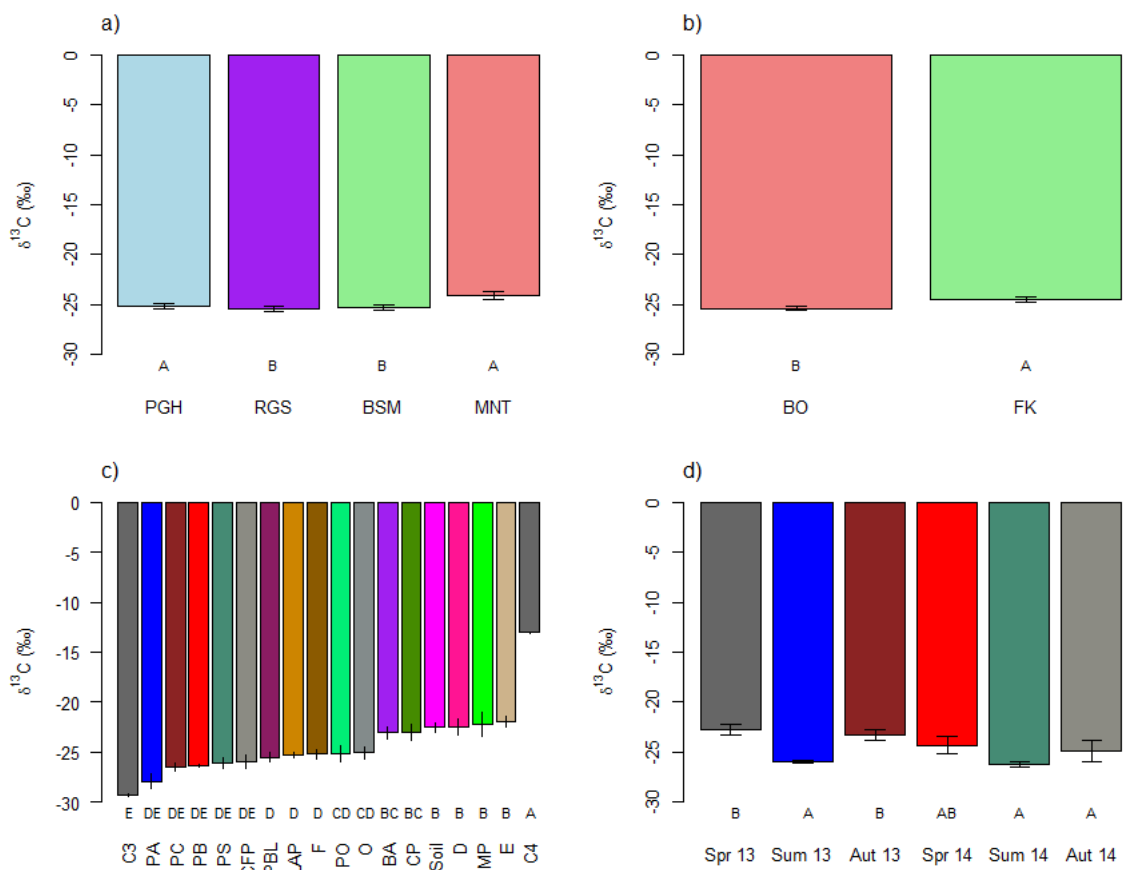 a)
0
-5
-10
-15
-20
-25
-30
δ13C (‰)
A B B A
PGH RGS BSM MNT
b)
0
-5
-10
-15
-20
-25
-30
δ13C (‰)
B A
BO FK
c)
0
-5
-10
-15
-20
-25
-30
δ13C (‰)
E DE DE DE DE DE D D D CD CD BC BC B B B B A
C3 PA PC PB PS CFP PBL AP F PO O BA CP Soil D MP E C4
d)
0
-5
-10
-15
-20
-25
-30
δ13C (‰)
B A B AB A A
Spr 13 Sum 13 Aut 13 Spr 14 Sum 14 Aut 14